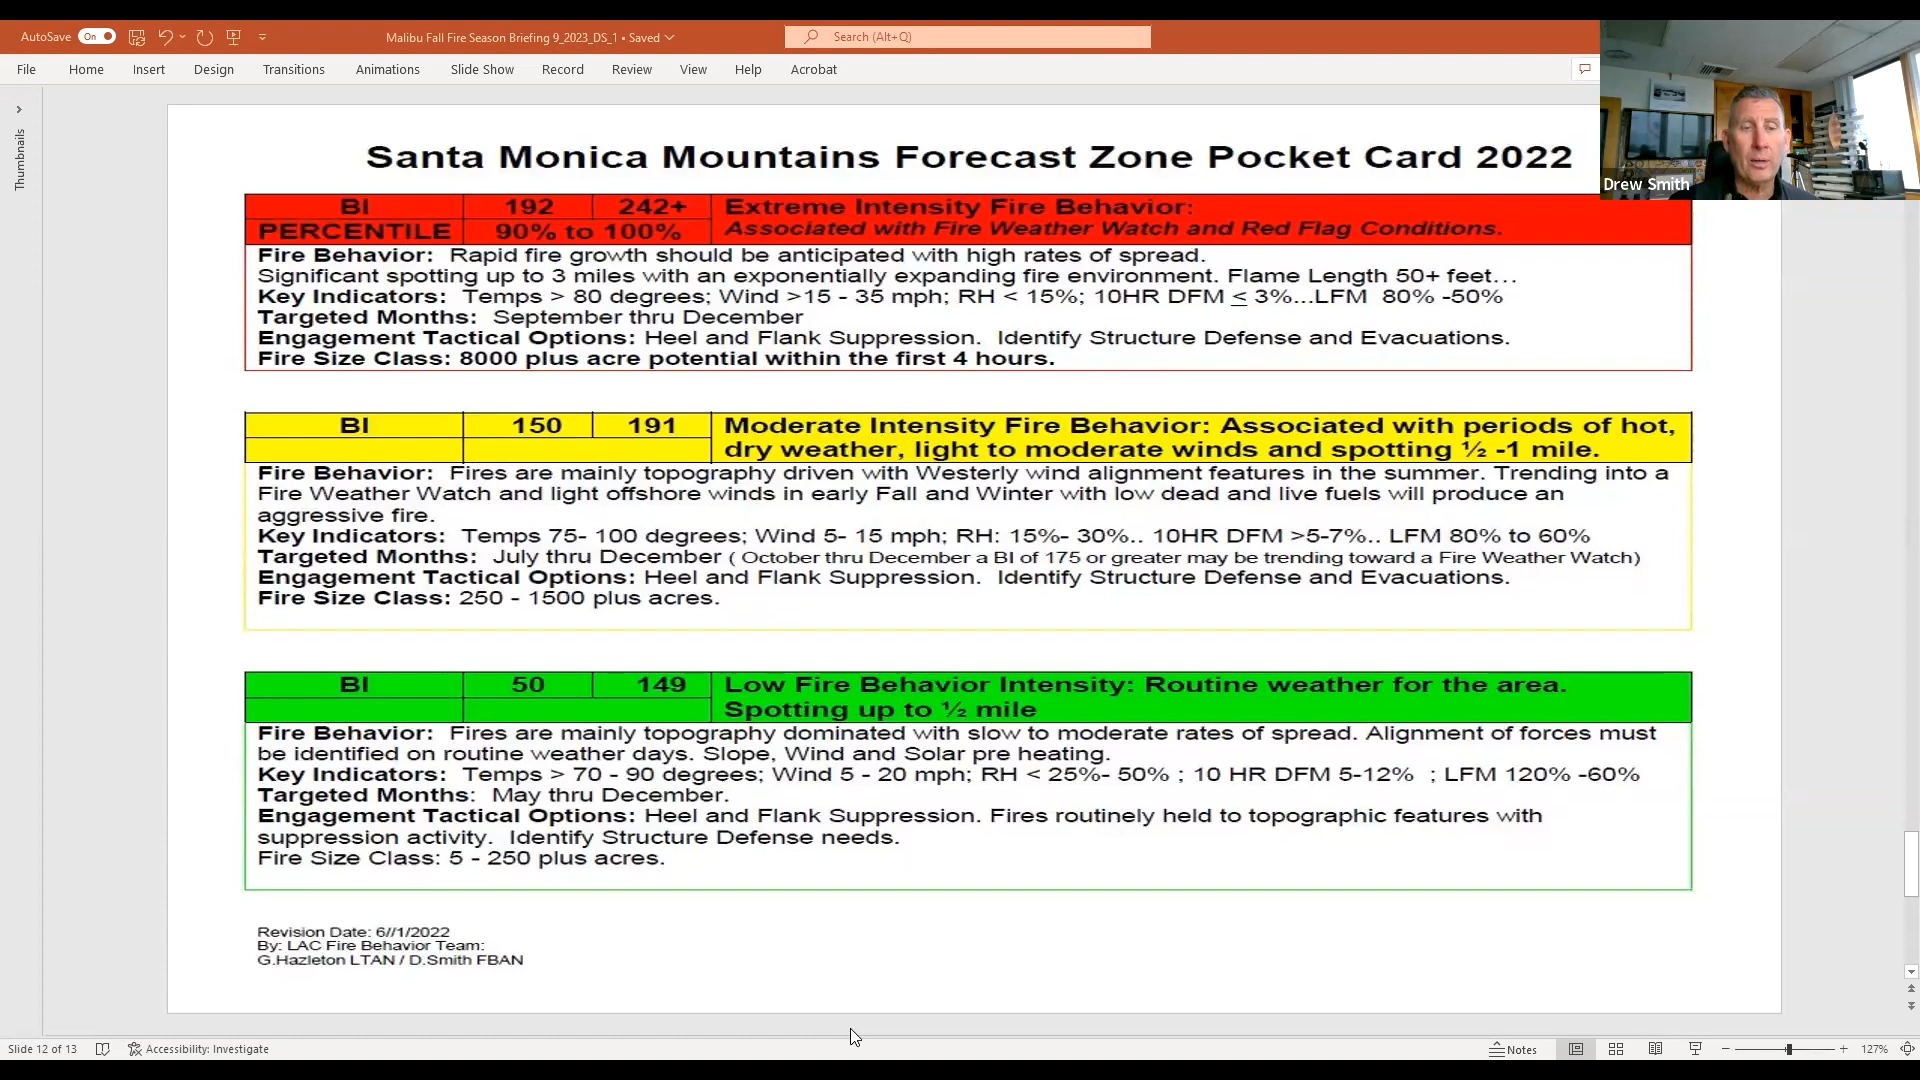 AutoSave On
Malibu Fall Fire Season Briefing 9_2023_DS_1 • Saved
Search (Alt+Q)
File Home Insert Design Transitions Animations Slide Show Record Review View Help Acrobat
Thumbnails
Drew Smith
Santa Monica Mountains Forecast Zone Pocket Card 2022
BI 192 242+ Extreme Intensity Fire Behavior:
PERCENTILE 90% to 100% Associated with Fire Weather Watch and Red Flag Conditions.
Fire Behavior: Rapid fire growth should be anticipated with high rates of spread.
Significant spotting up to 3 miles with an exponentially expanding fire environment. Flame Length 50+ feet…
Key Indicators: Temps > 80 degrees; Wind >15 - 35 mph; RH < 15%; 10HR DFM ≤ 3%...LFM 80% -50%
Targeted Months: September thru December
Engagement Tactical Options: Heel and Flank Suppression. Identify Structure Defense and Evacuations.
Fire Size Class: 8000 plus acre potential within the first 4 hours.
BI 150 191 Moderate Intensity Fire Behavior: Associated with periods of hot,
dry weather, light to moderate winds and spotting ½ -1 mile.
Fire Behavior: Fires are mainly topography driven with Westerly wind alignment features in the summer. Trending into a
Fire Weather Watch and light offshore winds in early Fall and Winter with low dead and live fuels will produce an
aggressive fire.
Key Indicators: Temps 75- 100 degrees; Wind 5- 15 mph; RH: 15%- 30%.. 10HR DFM >5-7%.. LFM 80% to 60%
Targeted Months: July thru December ( October thru December a BI of 175 or greater may be trending toward a Fire Weather Watch)
Engagement Tactical Options: Heel and Flank Suppression. Identify Structure Defense and Evacuations.
Fire Size Class: 250 - 1500 plus acres.
BI 50 149 Low Fire Behavior Intensity: Routine weather for the area.
Spotting up to ½ mile
Fire Behavior: Fires are mainly topography dominated with slow to moderate rates of spread. Alignment of forces must
be identified on routine weather days. Slope, Wind and Solar pre heating.
Key Indicators: Temps > 70 - 90 degrees; Wind 5 - 20 mph; RH < 25%- 50% ; 10 HR DFM 5-12% ; LFM 120% -60%
Targeted Months: May thru December.
Engagement Tactical Options: Heel and Flank Suppression. Fires routinely held to topographic features with
suppression activity. Identify Structure Defense needs.
Fire Size Class: 5 - 250 plus acres.
Revision Date: 6//1/2022
By: LAC Fire Behavior Team:
G.Hazleton LTAN / D.Smith FBAN
Slide 12 of 13 Accessibility: Investigate Notes 127%